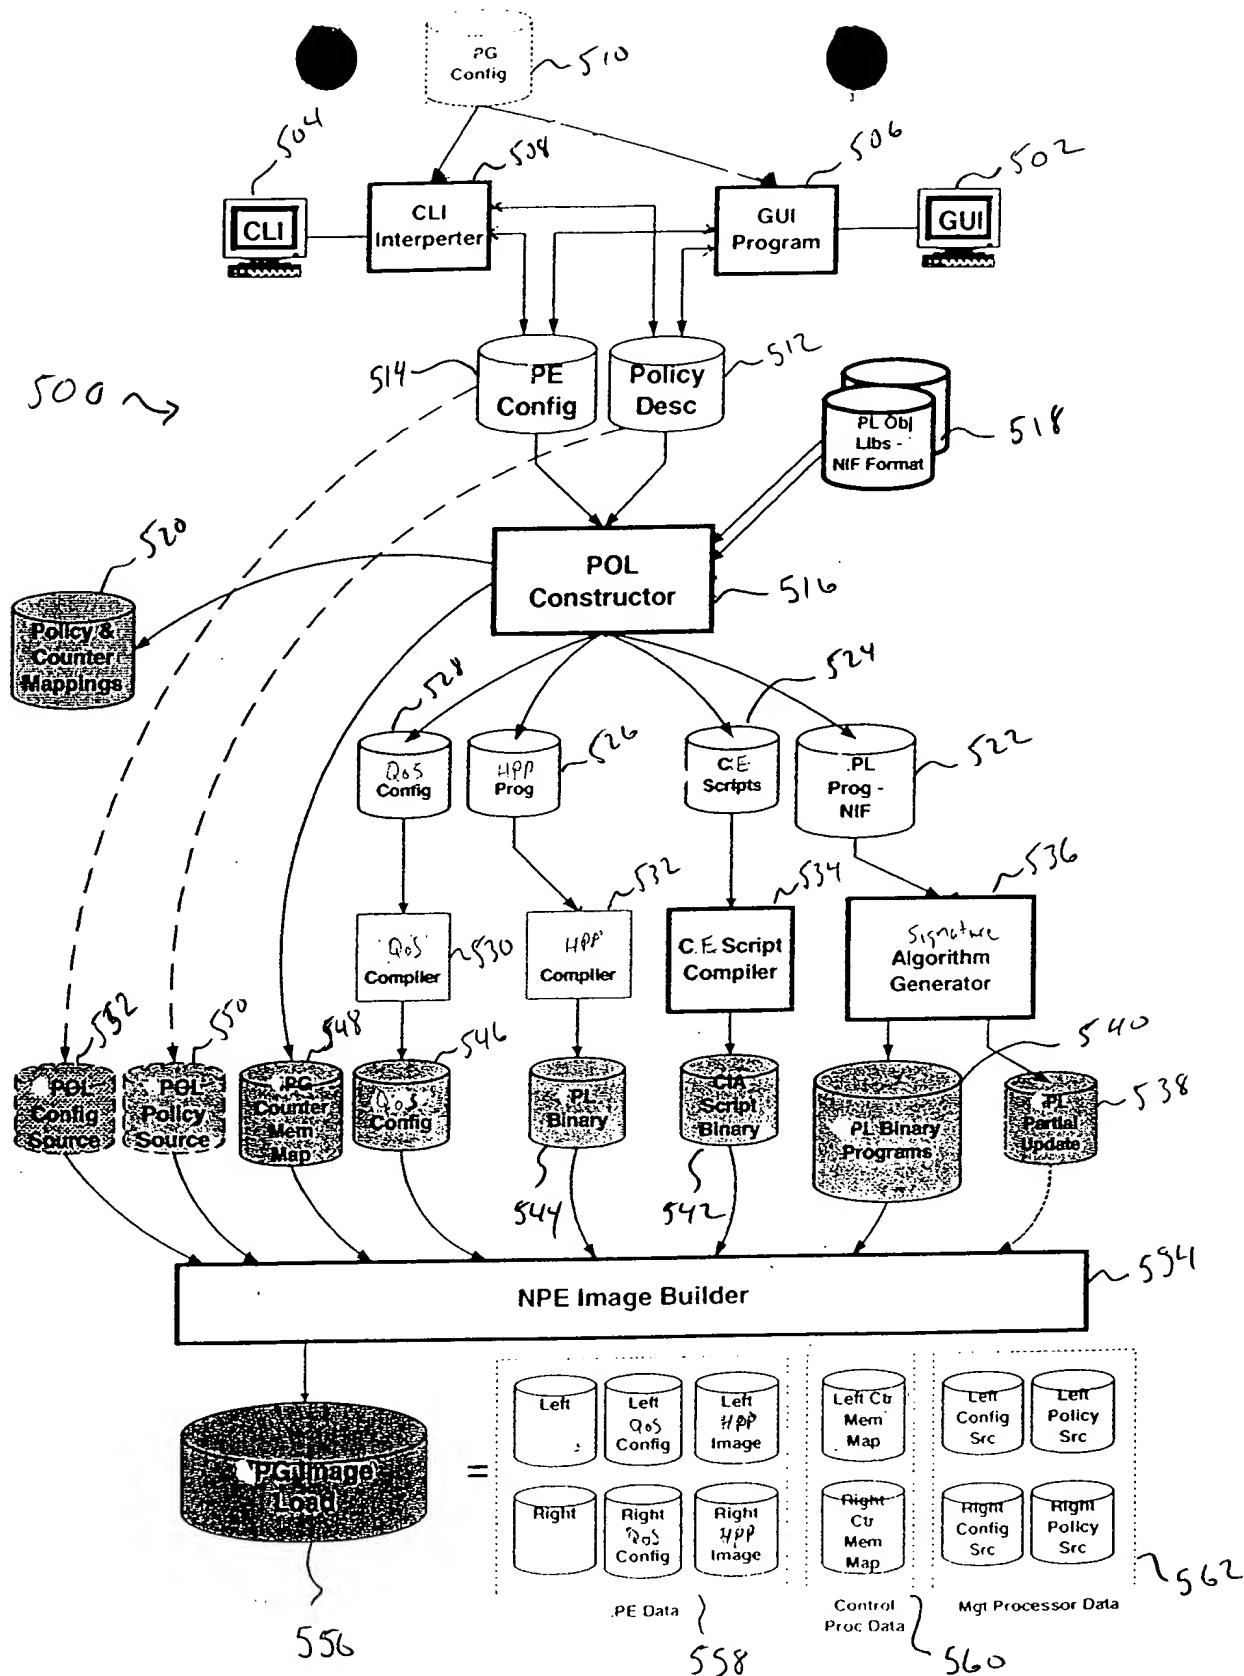 .PG
Config
510
504
508
506
502
CLI
CLI
Interperter
GUI
Program
GUI
514
PE
Config
Policy
Desc
512
500
PL Obj
Libs -
NIF Format
518
520
POL
Constructor
516
Policy &
Counter
Mappings
528
526
524
522
QoS
Config
HPP
Prog
C.E.
Scripts
.PL
Prog -
NIF
532
534
536
QoS
Compiler
530
HPP
Compiler
C.E. Script
Compiler
Signature
Algorithm
Generator
552
550
548
546
540
POL
Config
Source
POL
Policy
Source
.PG
Counter
Mem
Map
QoS
Config
PL
Binary
CIA
Script
Binary
PL Binary
Programs
.PL
Partial
Update
538
544
542
NPE Image Builder
594
PG Image
Load
=
Left
Left
QoS
Config
Left
HPP
Image
Left Ctr
Mem
Map
Left
Config
Src
Left
Policy
Src
Right
Right
QoS
Config
Right
HPP
Image
Right
Ctr
Mem
Map
Right
Config
Src
Right
Policy
Src
562
.PE Data
Control
Proc Data
Mgt Processor Data
556
558
560